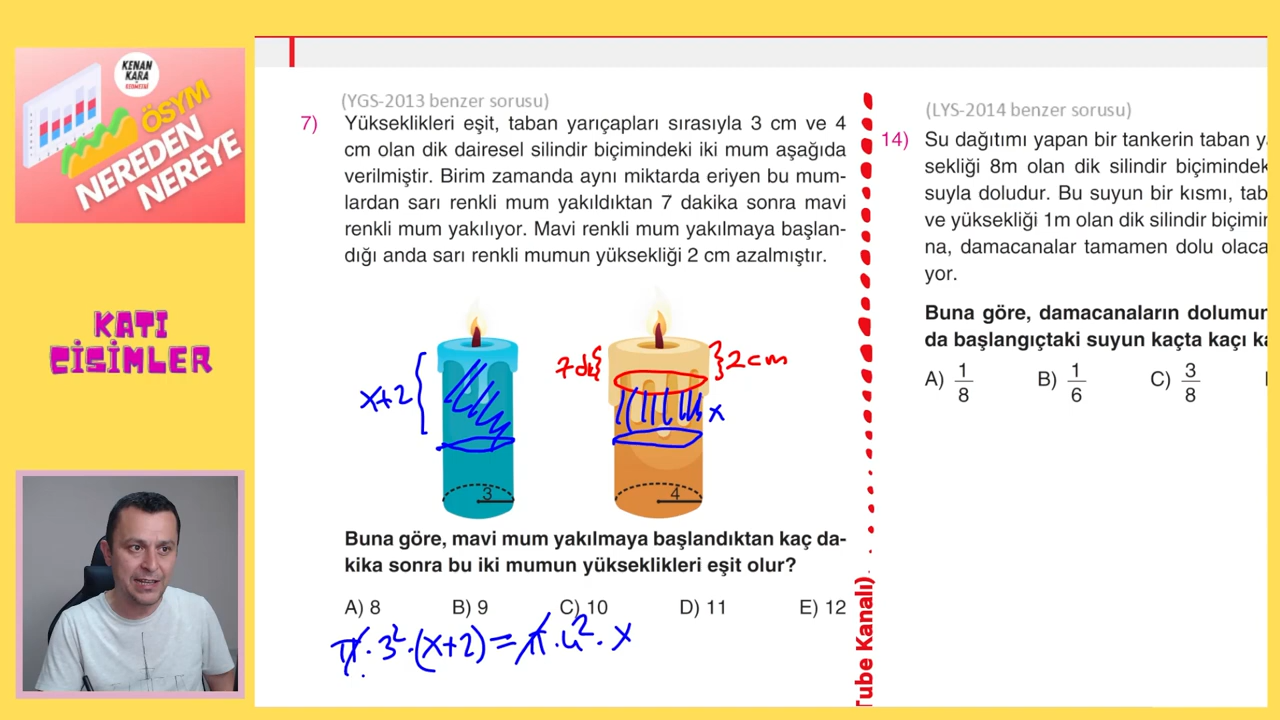 KENAN
KARA
ÖSYM
NEREDEN
NEREYE
KATI
CİSİMLER
(YGS-2013 benzer sorusu)
7) Yükseklikleri eşit, taban yarıçapları sırasıyla 3 cm ve 4
cm olan dik dairesel silindir biçimindeki iki mum aşağıda
verilmiştir. Birim zamanda aynı miktarda eriyen bu mum-
lardan sarı renkli mum yakıldıktan 7 dakika sonra mavi
renkli mum yakılıyor. Mavi renkli mum yakılmaya başlan-
dığı anda sarı renkli mumun yüksekliği 2 cm azalmıştır.
x+2
7dk
2cm
x
3
4
Buna göre, mavi mum yakılmaya başlandıktan kaç da-
kika sonra bu iki mumun yükseklikleri eşit olur?
A) 8 B) 9 C) 10 D) 11 E) 12
π.3².(x+2)=π.4².x
ube Kanalı)
(LYS-2014 benzer sorusu)
14) Su dağıtımı yapan bir tankerin taban y
sekliği 8m olan dik silindir biçimindek
suyla doludur. Bu suyun bir kısmı, tab
ve yüksekliği 1m olan dik silindir biçimir
na, damacanalar tamamen dolu olaca
yor.
Buna göre, damacanaların dolumur
da başlangıçtaki suyun kaçta kaçı ka
A) 1/8 B) 1/6 C) 3/8